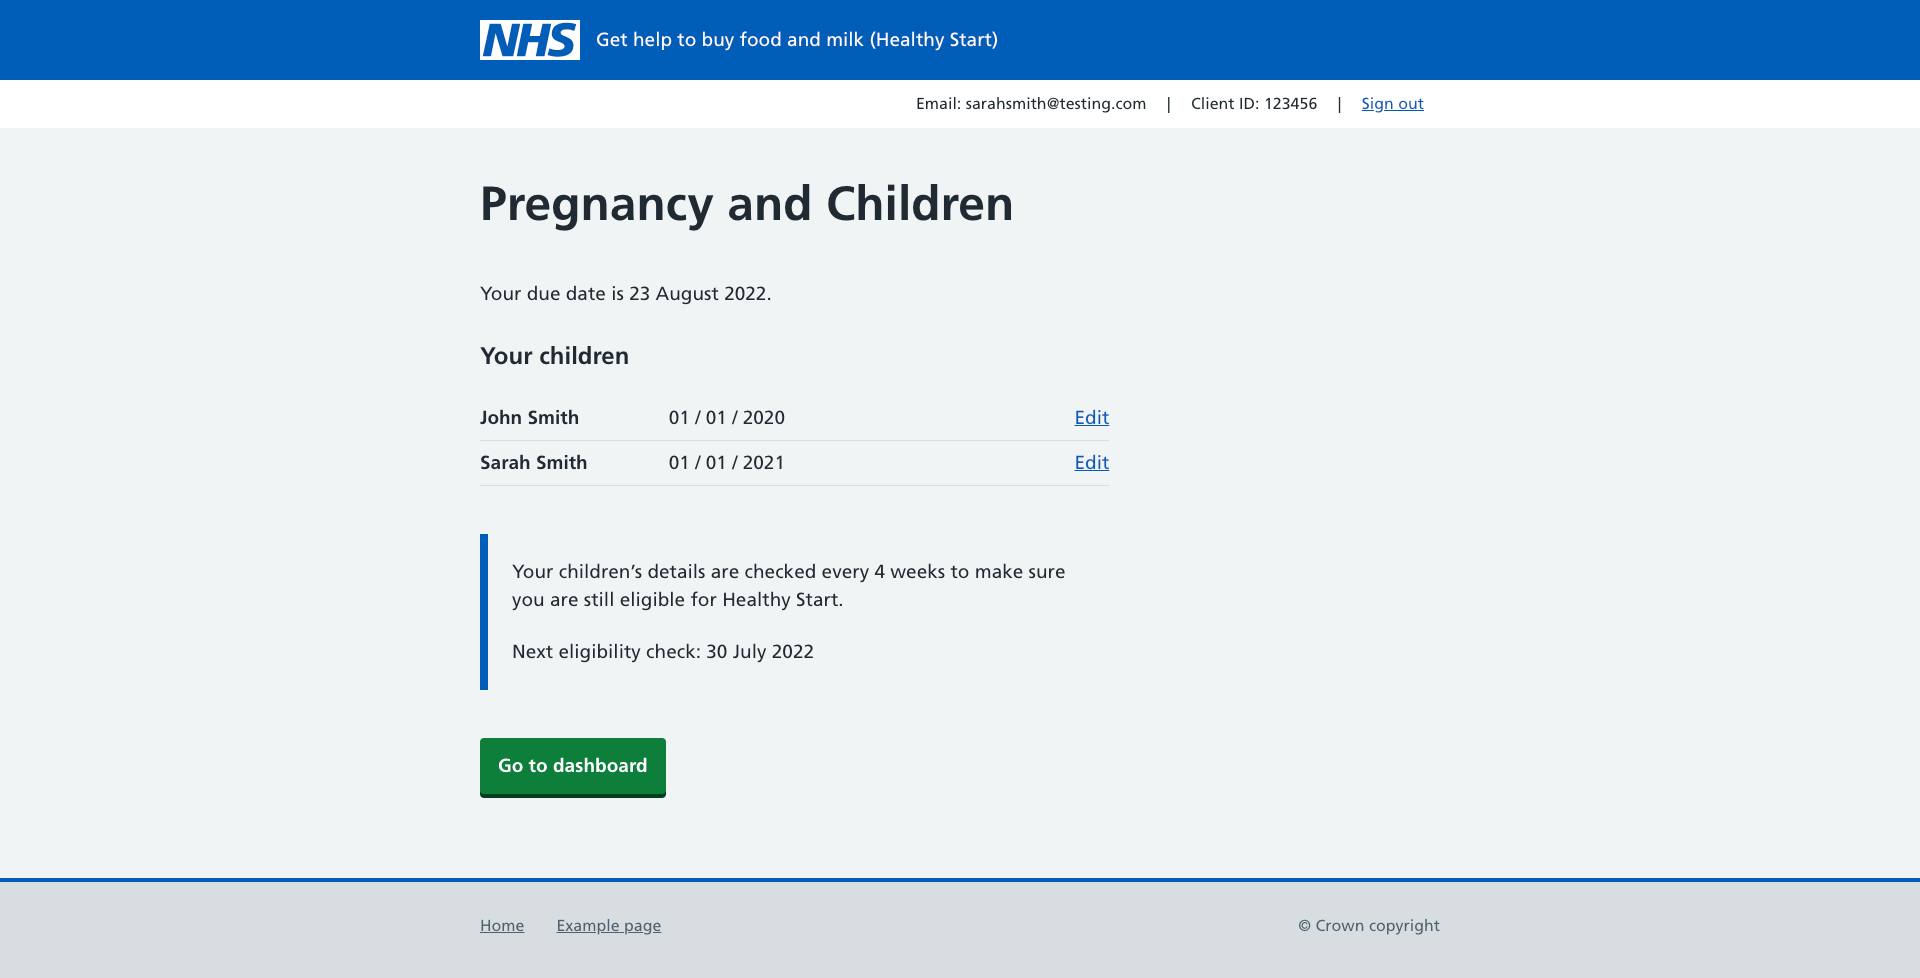 NHS Get help to buy food and milk (Healthy Start)
Email: sarahsmith@testing.com | Client ID: 123456 | Sign out
Pregnancy and Children
Your due date is 23 August 2022.
Your children
John Smith 01 / 01 / 2020 Edit
Sarah Smith 01 / 01 / 2021 Edit
Your children’s details are checked every 4 weeks to make sure
you are still eligible for Healthy Start.
Next eligibility check: 30 July 2022
Go to dashboard
Home Example page © Crown copyright